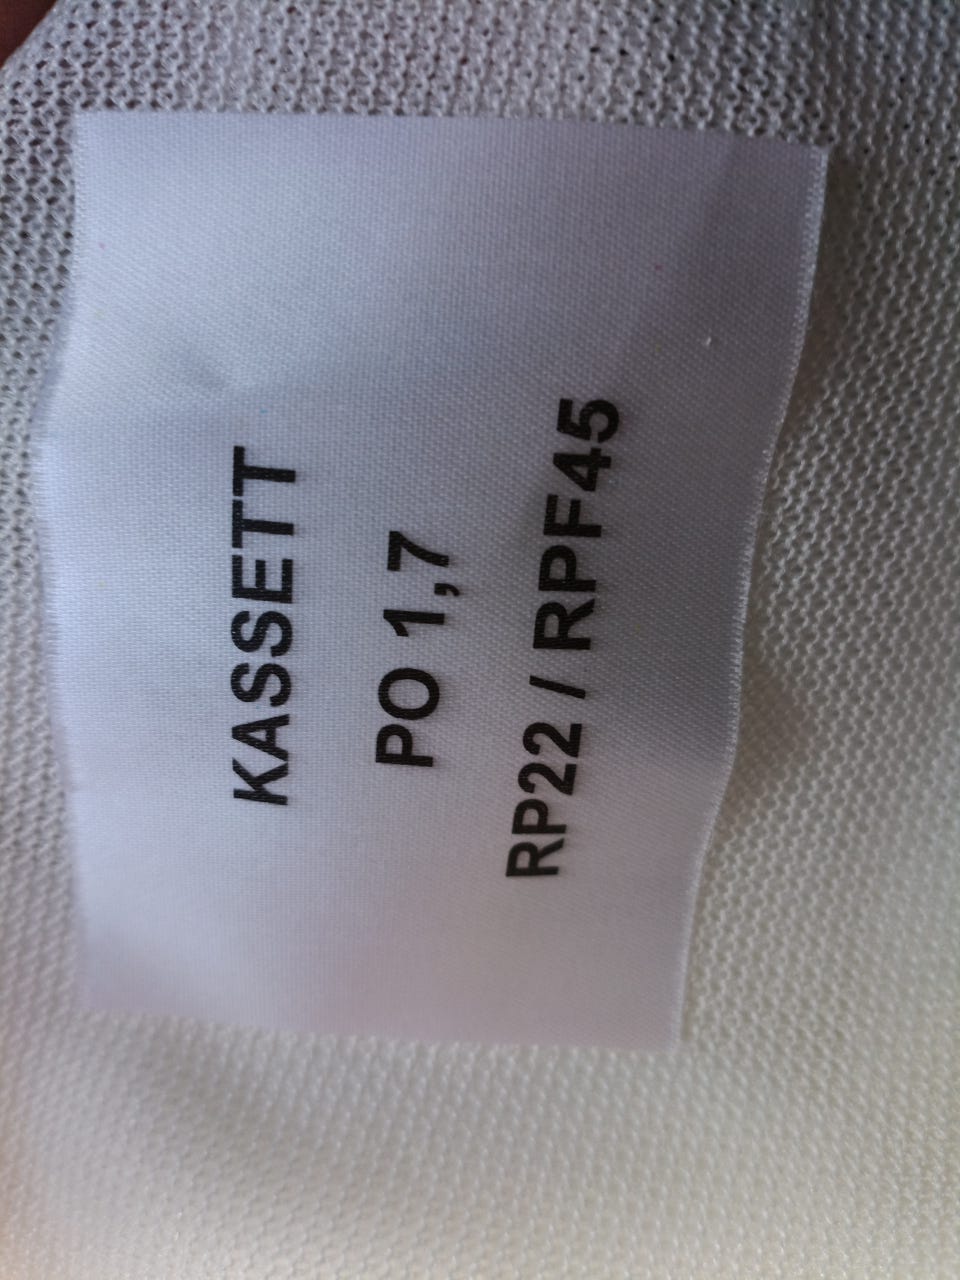 KASSETT
PO 1,7
RP22 / RPF45